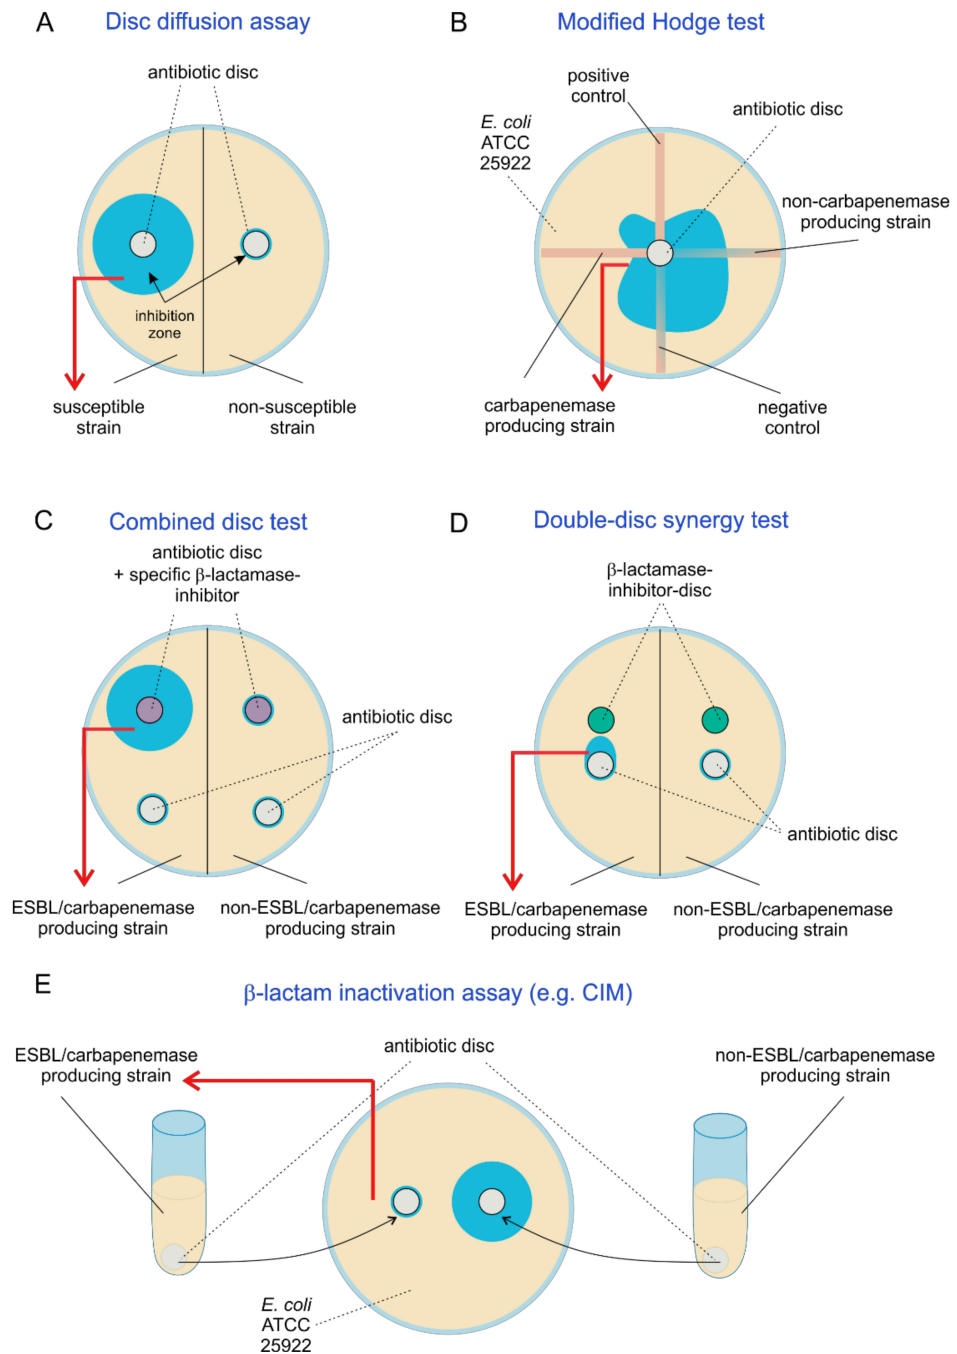 A
Disc diffusion assay
antibiotic disc
inhibition
zone
susceptible
strain
non-susceptible
strain
B
Modified Hodge test
positive
control
antibiotic disc
E. coli
ATCC
25922
non-carbapenemase
producing strain
carbapenemase
producing strain
negative
control
C
Combined disc test
antibiotic disc
+ specific β-lactamase-
inhibitor
antibiotic disc
ESBL/carbapenemase
producing strain
non-ESBL/carbapenemase
producing strain
D
Double-disc synergy test
β-lactamase-
inhibitor-disc
antibiotic disc
ESBL/carbapenemase
producing strain
non-ESBL/carbapenemase
producing strain
E
β-lactam inactivation assay (e.g. CIM)
ESBL/carbapenemase
producing strain
antibiotic disc
non-ESBL/carbapenemase
producing strain
E. coli
ATCC
25922